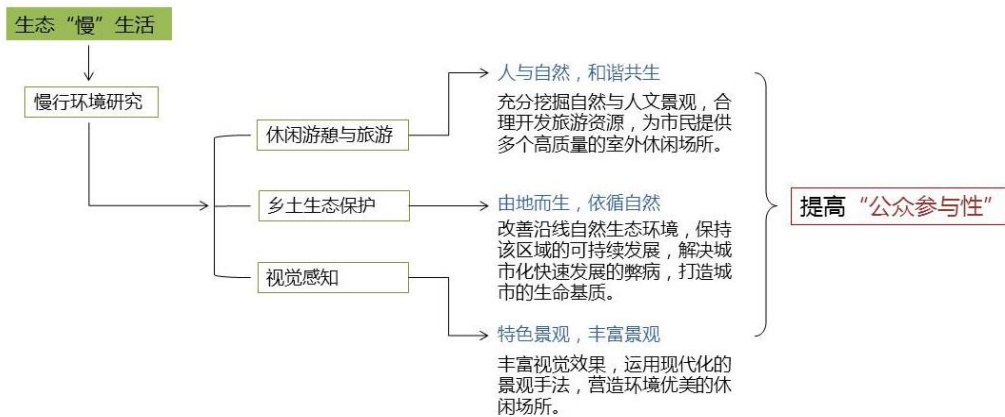 生态“慢”生活
慢行环境研究
休闲游憩与旅游
人与自然，和谐共生
充分挖掘自然与人文景观，合
理开发旅游资源，为市民提供
多个高质量的室外休闲场所。
乡土生态保护
由地而生，依循自然
改善沿线自然生态环境，保持
该区域的可持续发展，解决城
市化快速发展的弊病，打造城
市的生命基质。
视觉感知
特色景观，丰富景观
丰富视觉效果，运用现代化的
景观手法，营造环境优美的休
闲场所。
提高“公众参与性”